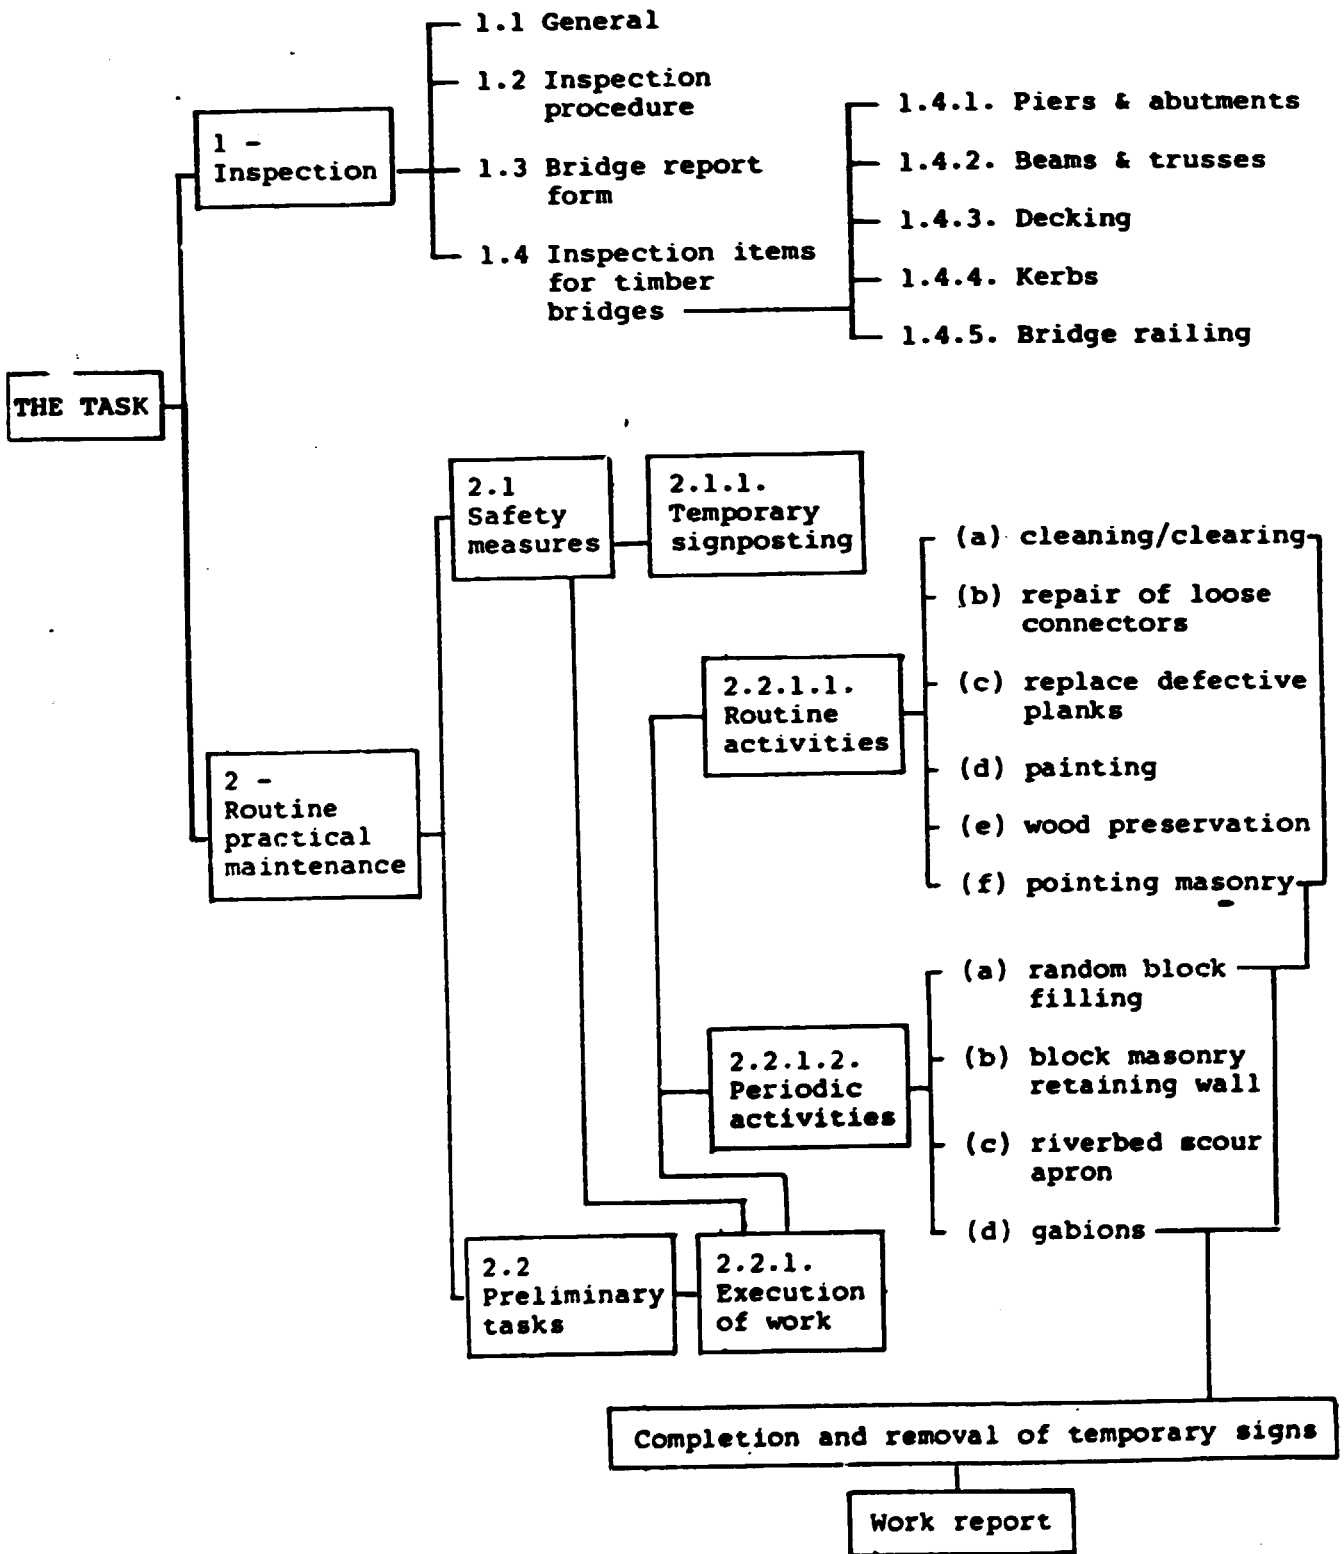 1.1 General
1.2 Inspection
procedure
1 -
Inspection
1.3 Bridge report
form
1.4 Inspection items
for timber
bridges
1.4.1. Piers & abutments
1.4.2. Beams & trusses
1.4.3. Decking
1.4.4. Kerbs
1.4.5. Bridge railing
THE TASK
2.1
Safety
measures
2.1.1.
Temporary
signposting
2 -
Routine
practical
maintenance
2.2.1.1.
Routine
activities
(a) cleaning/clearing
(b) repair of loose
connectors
(c) replace defective
planks
(d) painting
(e) wood preservation
(f) pointing masonry
2.2.1.2.
Periodic
activities
(a) random block
filling
(b) block masonry
retaining wall
(c) riverbed scour
apron
(d) gabions
2.2
Preliminary
tasks
2.2.1.
Execution
of work
Completion and removal of temporary signs
Work report